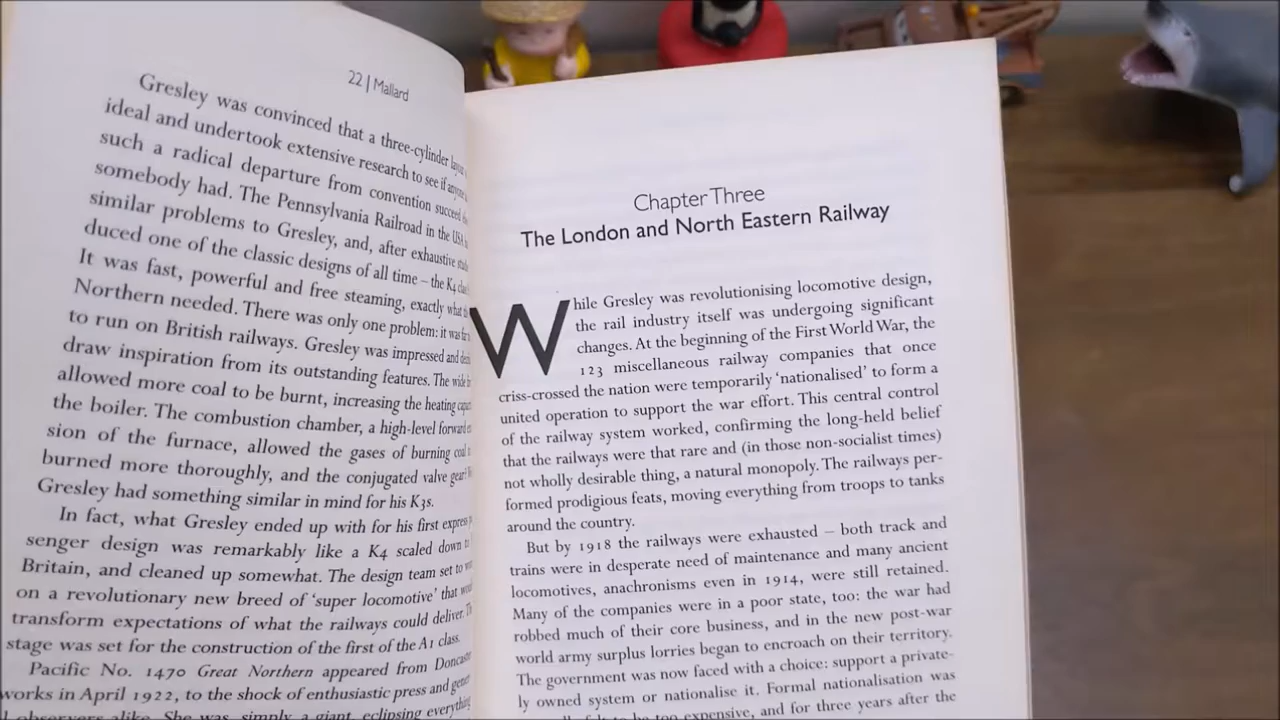 22 | Mallard
Gresley was convinced that a three-cylinder
ideal and undertook extensive research to see if
such a radical departure from convention
somebody had. The Pennsylvania Railroad in the USA
similar problems to Gresley, and, after exhaustive
duced one of the classic designs of all time – the K4
It was fast, powerful and free steaming, exactly what
Northern needed. There was only one problem: it was
to run on British railways. Gresley was impressed and
draw inspiration from its outstanding features. The wide
allowed more coal to be burnt, increasing the heating
the boiler. The combustion chamber, a high-level forward
sion of the furnace, allowed the gases of burning coal
burned more thoroughly, and the conjugated valve gear
Gresley had something similar in mind for his K3s.
In fact, what Gresley ended up with for his first express
senger design was remarkably like a K4 scaled down
Britain, and cleaned up somewhat. The design team set to
on a revolutionary new breed of ‘super locomotive’ that
transform expectations of what the railways could deliver.
stage was set for the construction of the first of the A1 class.
Pacific No. 1470 Great Northern appeared from
works in April 1922, to the shock of enthusiastic press and
observers alike. She was simply a giant, eclipsing everything
Chapter Three
The London and North Eastern Railway
While Gresley was revolutionising locomotive design,
the rail industry itself was undergoing significant
changes. At the beginning of the First World War, the
123 miscellaneous railway companies that once
criss-crossed the nation were temporarily ‘nationalised’ to form a
united operation to support the war effort. This central control
of the railway system worked, confirming the long-held belief
that the railways were that rare and (in those non-socialist times)
not wholly desirable thing, a natural monopoly. The railways per-
formed prodigious feats, moving everything from troops to tanks
around the country.
But by 1918 the railways were exhausted – both track and
trains were in desperate need of maintenance and many ancient
locomotives, anachronisms even in 1914, were still retained.
Many of the companies were in a poor state, too: the war had
robbed much of their core business, and in the new post-war
world army surplus lorries began to encroach on their territory.
The government was now faced with a choice: support a private-
ly owned system or nationalise it. Formal nationalisation was
felt to be too expensive, and for three years after the